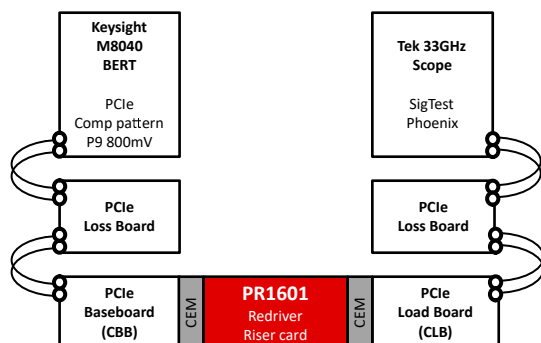 Keysight
M8040
BERT
PCIe
Comp pattern
P9 800mV
Tek 33GHz
Scope
SigTest
Phoenix
PCIe
Loss Board
PCIe
Loss Board
PCIe
Baseboard
(CBB)
CEM
PR1601
Redriver
Riser card
CEM
PCIe
Load Board
(CLB)